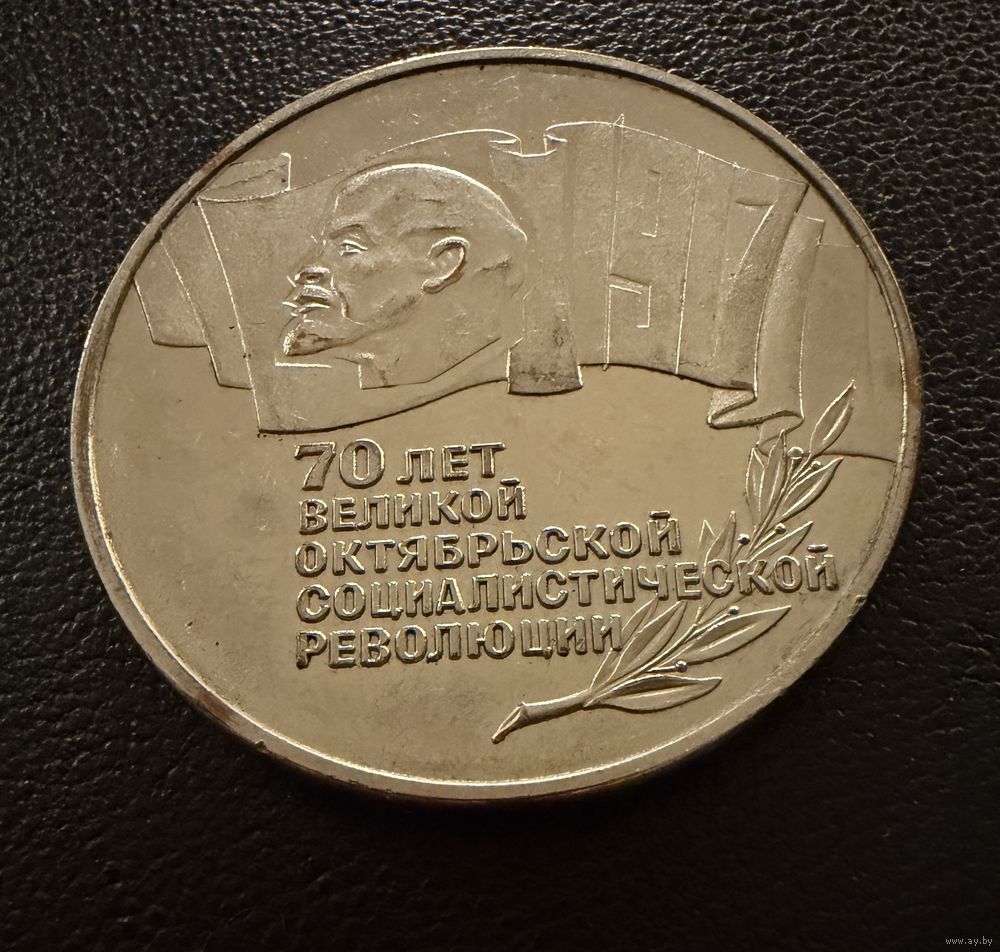 1917
70 ЛЕТ
ВЕЛИКОЙ
ОКТЯБРЬСКОЙ
СОЦИАЛИСТИЧЕСКОЙ
РЕВОЛЮЦИИ
www.ay.by